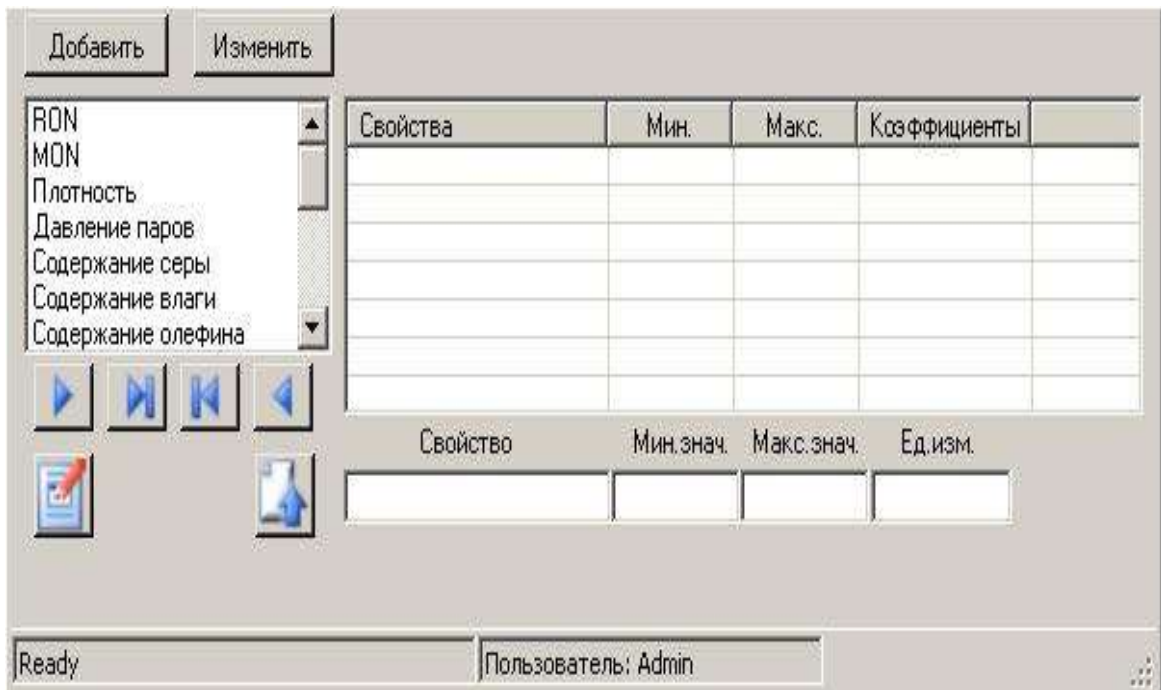 Добавить Изменить
RON
MON
Плотность
Давление паров
Содержание серы
Содержание влаги
Содержание олефина
Свойства Мин. Макс. Коэффициенты
Свойство Мин.знач. Макс.знач. Ед.изм.
Ready Пользователь: Admin